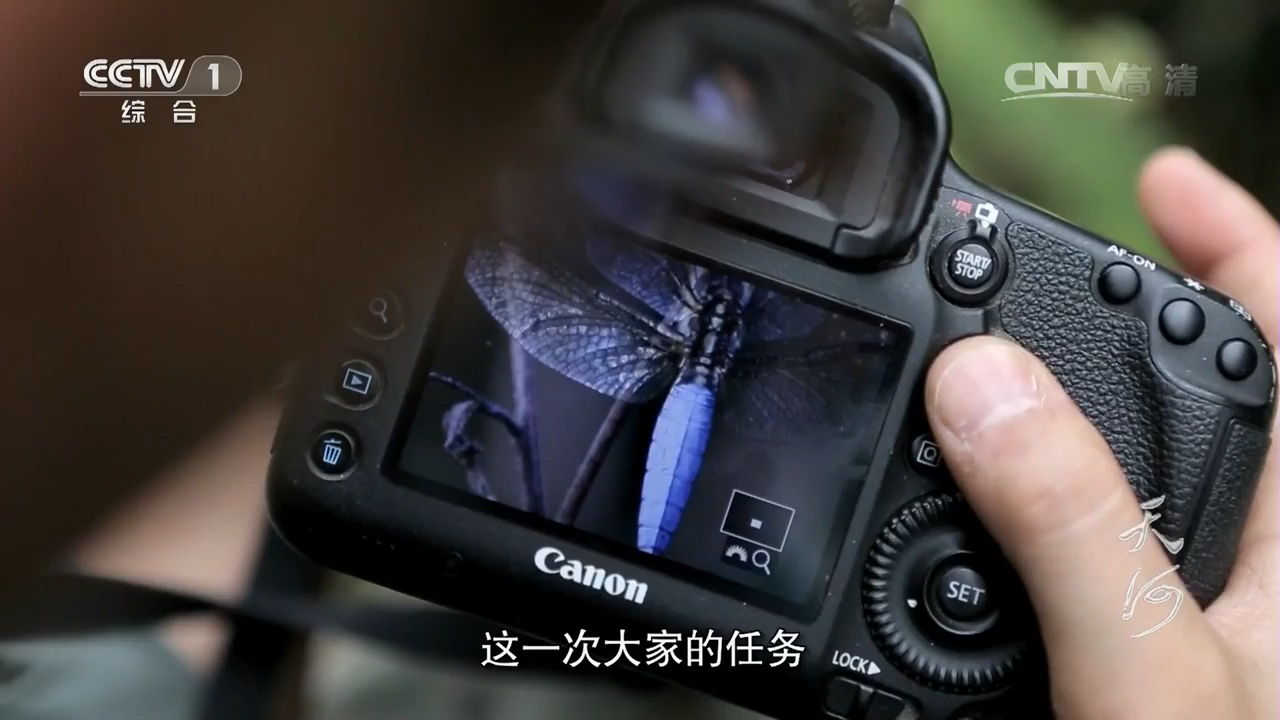 CCTV 1
综合
CNTV高清
START/
STOP
AF-ON
Q
Canon
SET
天河
这一次大家的任务
LOCK▶